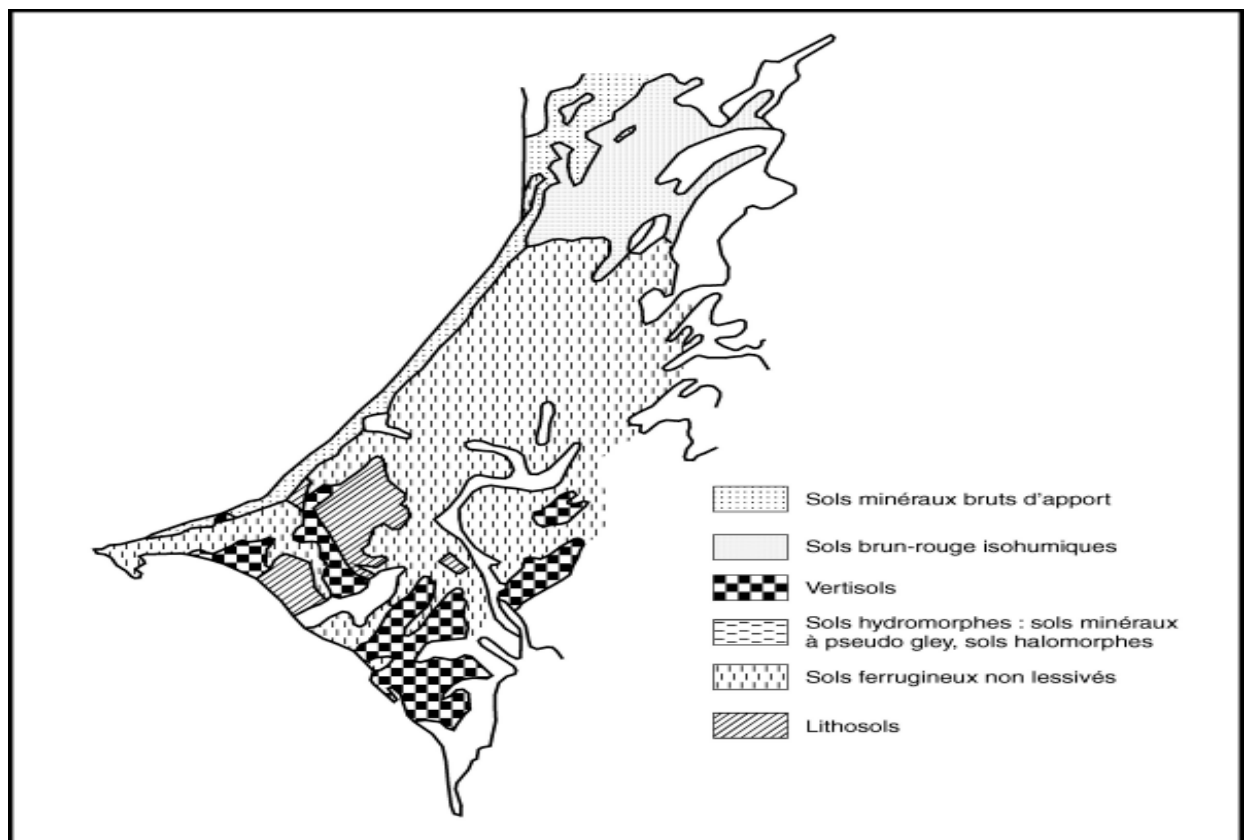 Sols minéraux bruts d'apport
Sols brun-rouge isohumiques
Vertisols
Sols hydromorphes : sols minéraux
à pseudo gley, sols halomorphes
Sols ferrugineux non lessivés
Lithosols